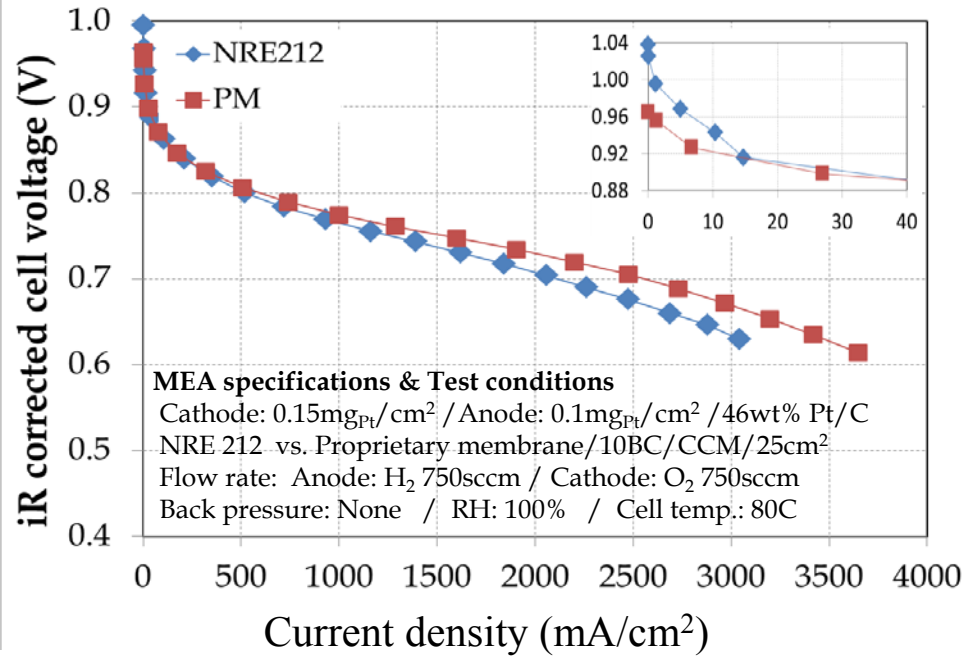 iR corrected cell voltage (V)
1.0
0.9
0.8
0.7
0.6
0.5
0.4
NRE212
PM
1.04
1.00
0.96
0.92
0.88
0 10 20 30 40
MEA specifications & Test conditions
Cathode: 0.15mg_Pt/cm² /Anode: 0.1mg_Pt/cm² /46wt% Pt/C
NRE 212 vs. Proprietary membrane/10BC/CCM/25cm²
Flow rate: Anode: H₂ 750sccm / Cathode: O₂ 750sccm
Back pressure: None / RH: 100% / Cell temp.: 80C
0 500 1000 1500 2000 2500 3000 3500 4000
Current density (mA/cm²)